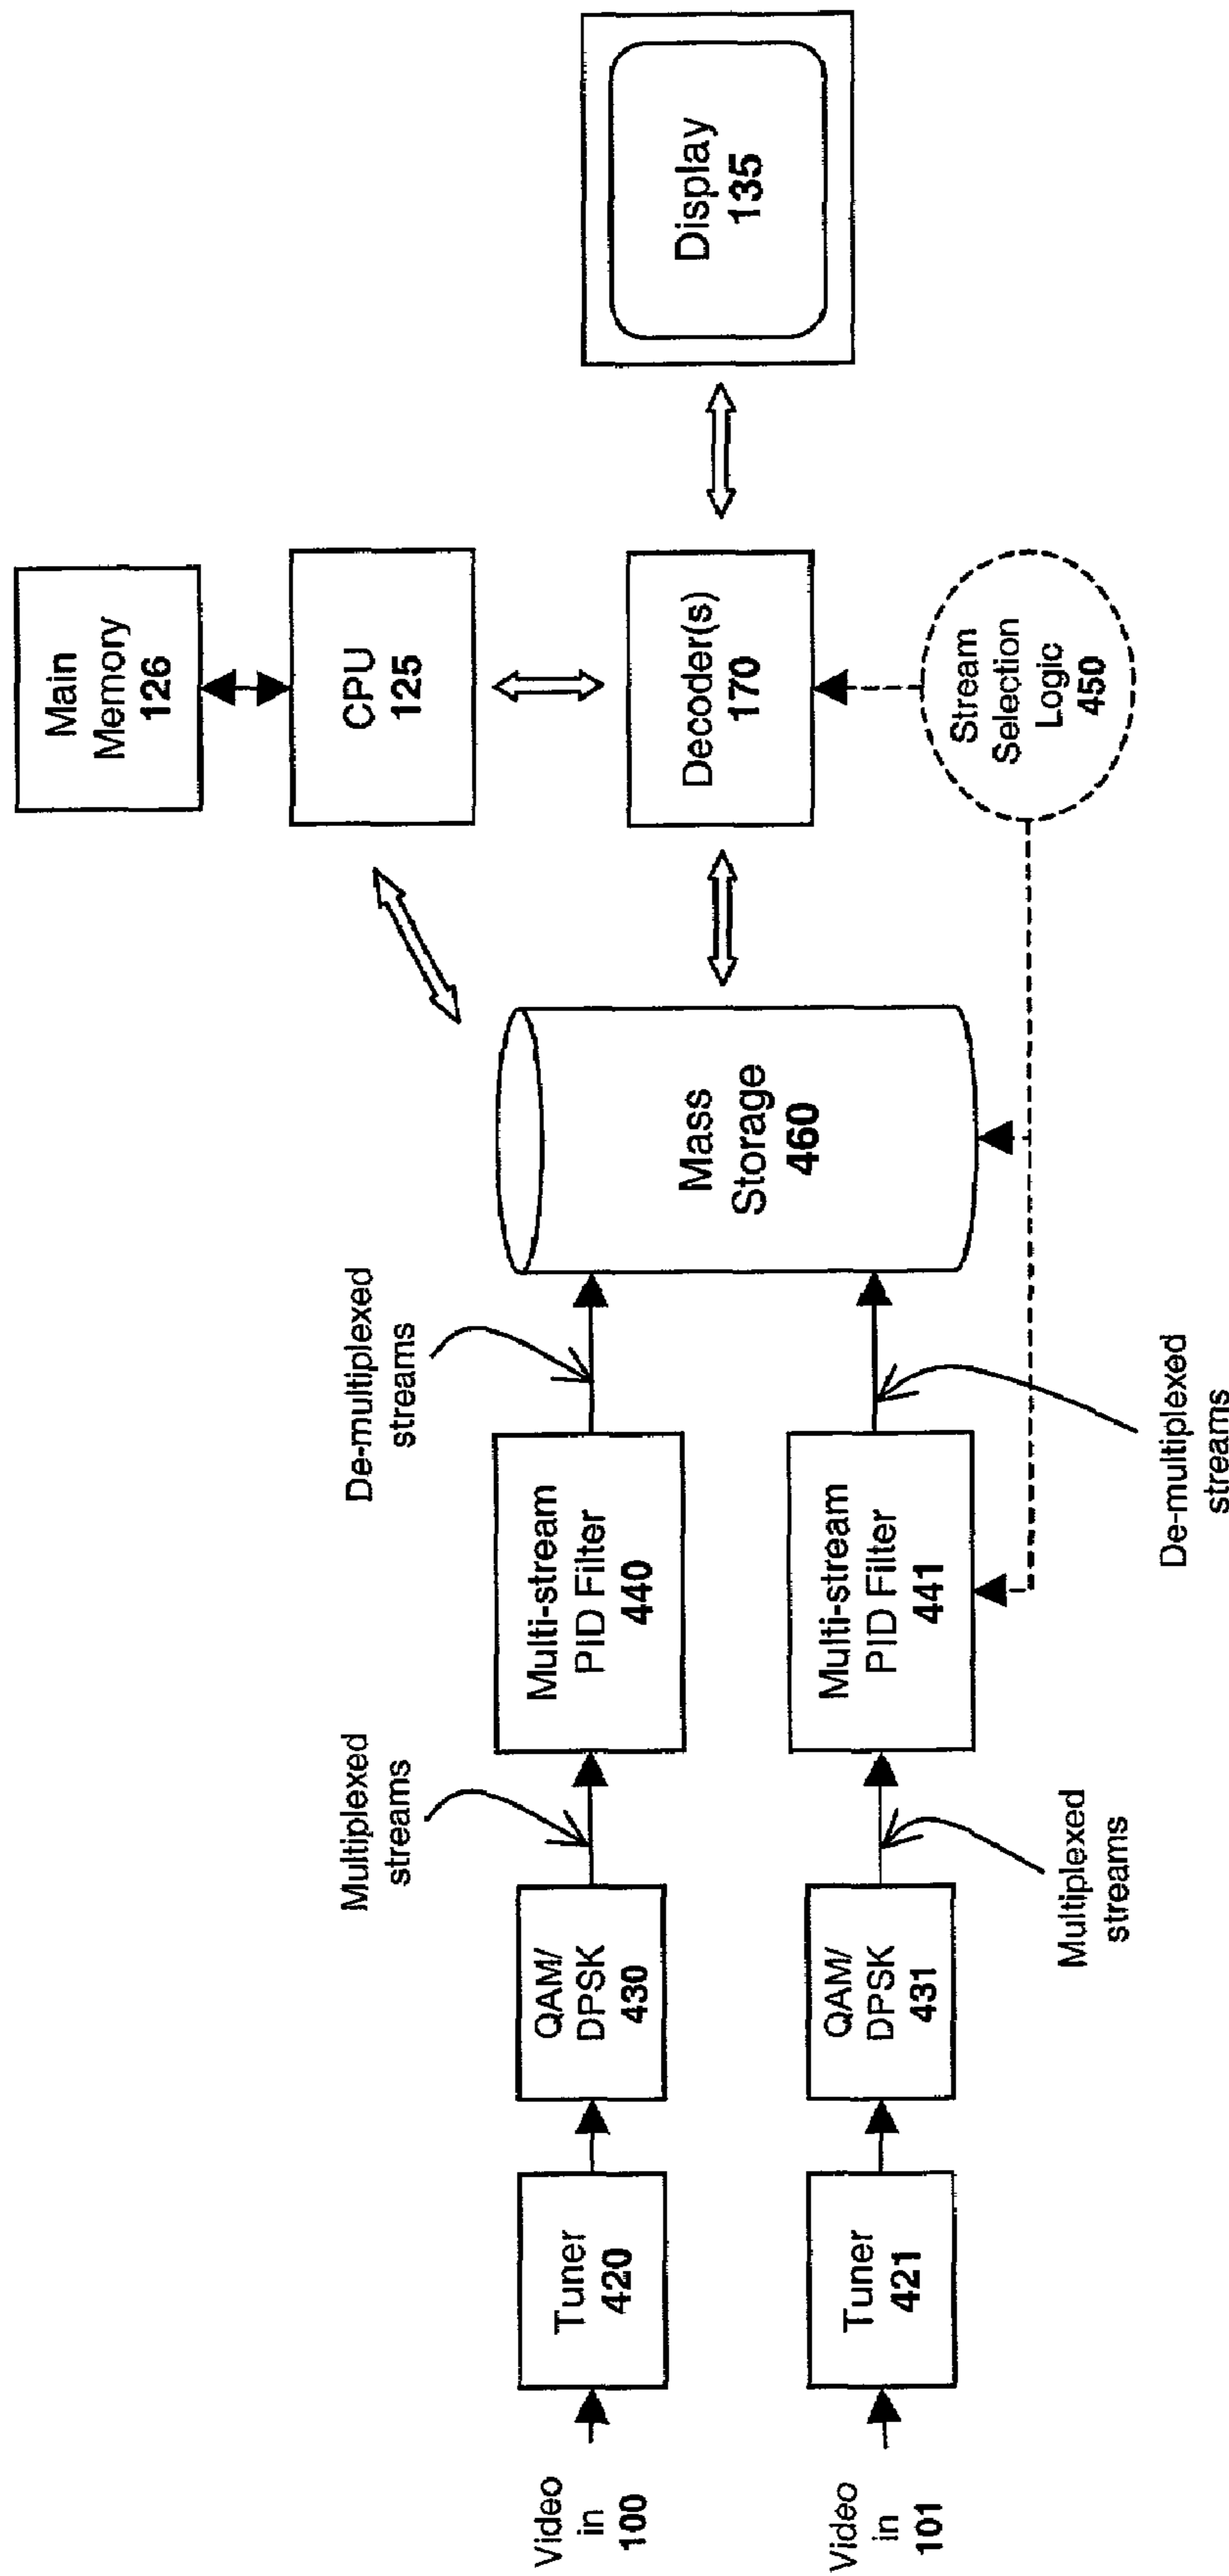 Video
in
100
Tuner
420
QAM/
DPSK
430
Multiplexed
streams
Multi-stream
PID Filter
440
De-multiplexed
streams
Video
in
101
Tuner
421
QAM/
DPSK
431
Multiplexed
streams
Multi-stream
PID Filter
441
De-multiplexed
streams
Mass
Storage
460
Main
Memory
126
CPU
125
Decoder(s)
170
Stream
Selection
Logic
450
Display
135